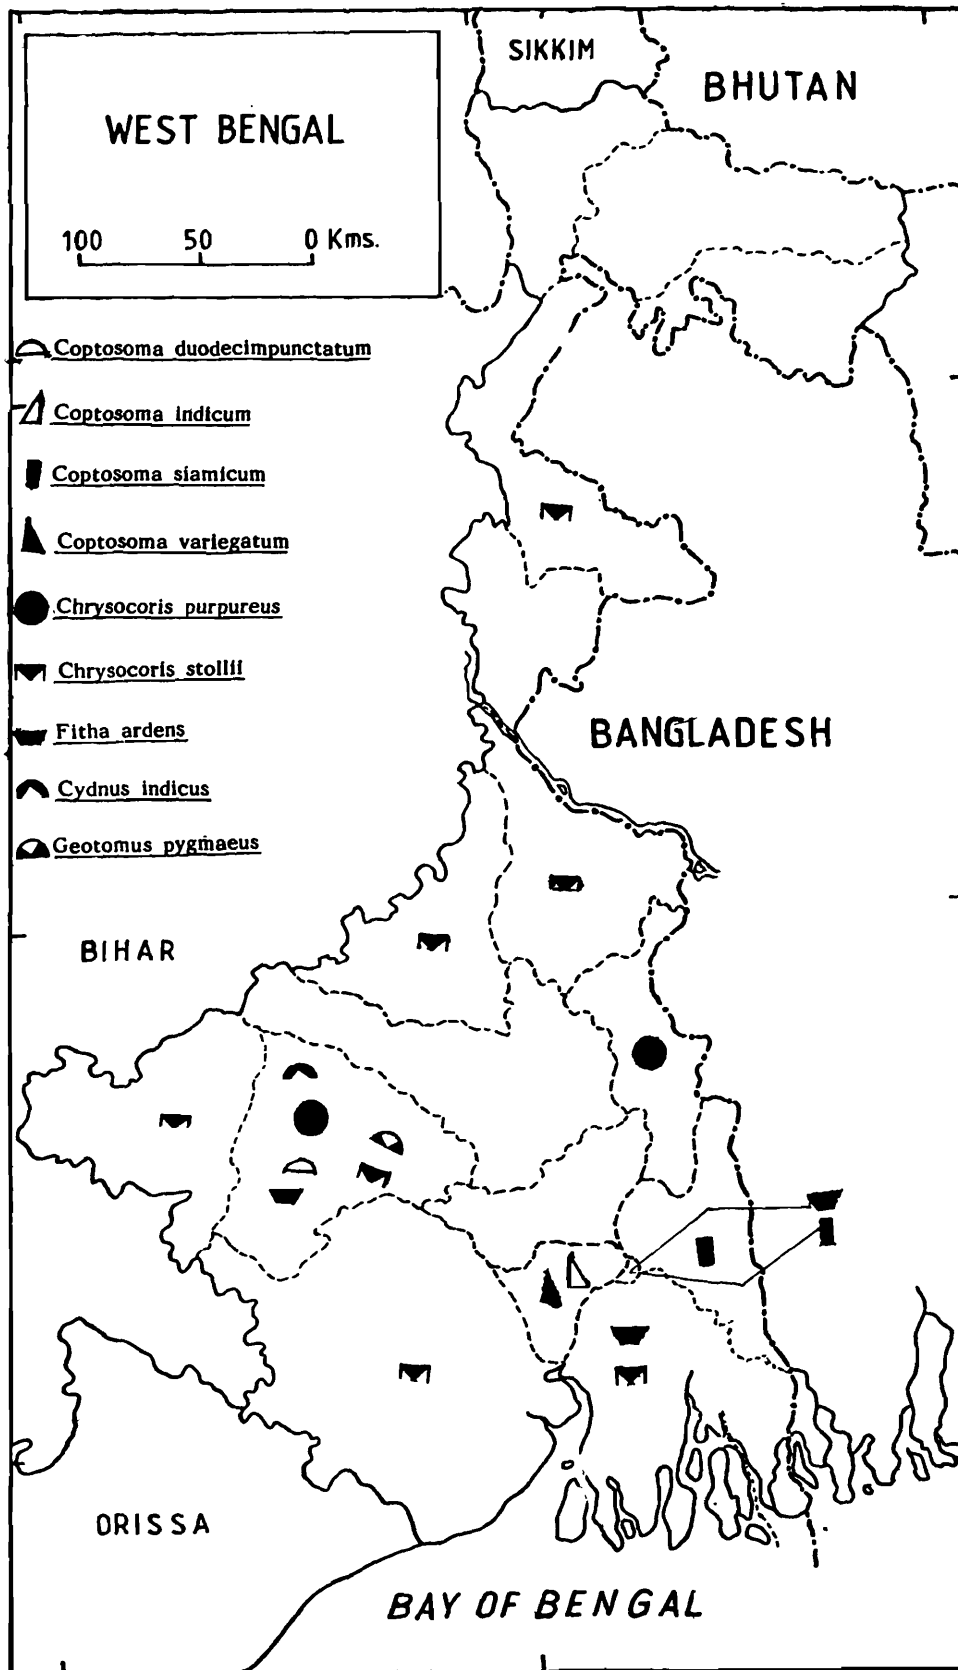 SIKKIM
BHUTAN
WEST BENGAL
100 50 0 Kms.
Coptosoma duodecimpunctatum
Coptosoma indicum
Coptosoma siamicum
Coptosoma variegatum
Chrysocoris purpureus
Chrysocoris stollii
Fitha ardens
Cydnus indicus
Geotomus pygmaeus
BANGLADESH
BIHAR
ORISSA
BAY OF BENGAL